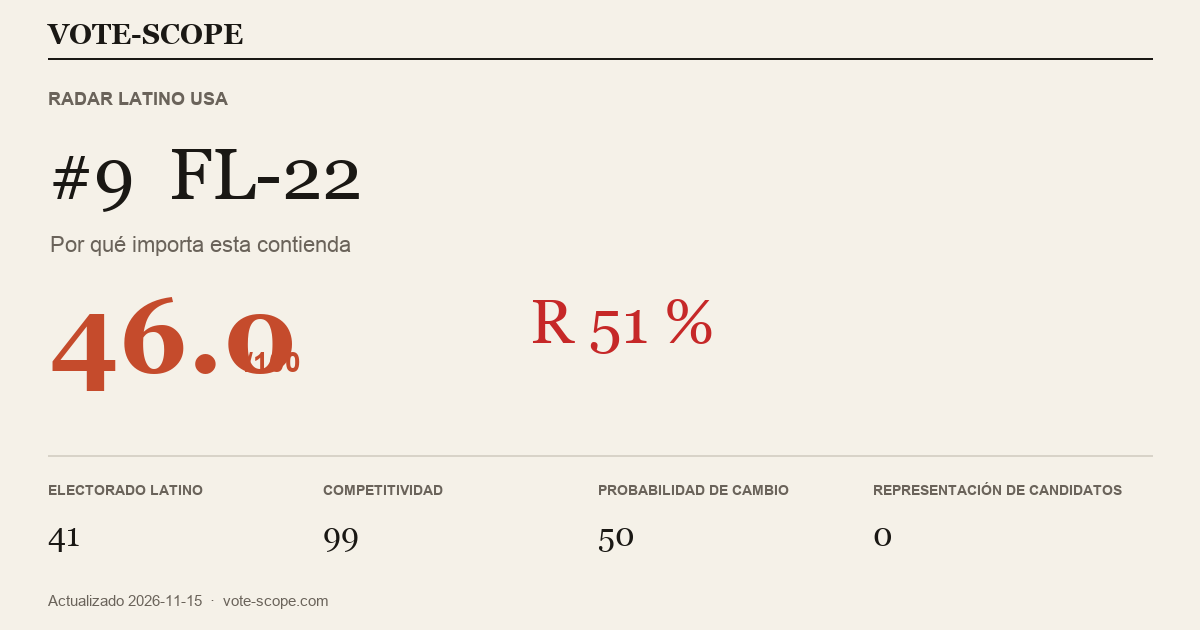 VOTE-SCOPE
RADAR LATINO USA
#9 FL-22
Por qué importa esta contienda
46.0 /100
R 51 %
ELECTORADO LATINO COMPETITIVIDAD PROBABILIDAD DE CAMBIO REPRESENTACIÓN DE CANDIDATOS
41 99 50 0
Actualizado 2026-11-15 · vote-scope.com